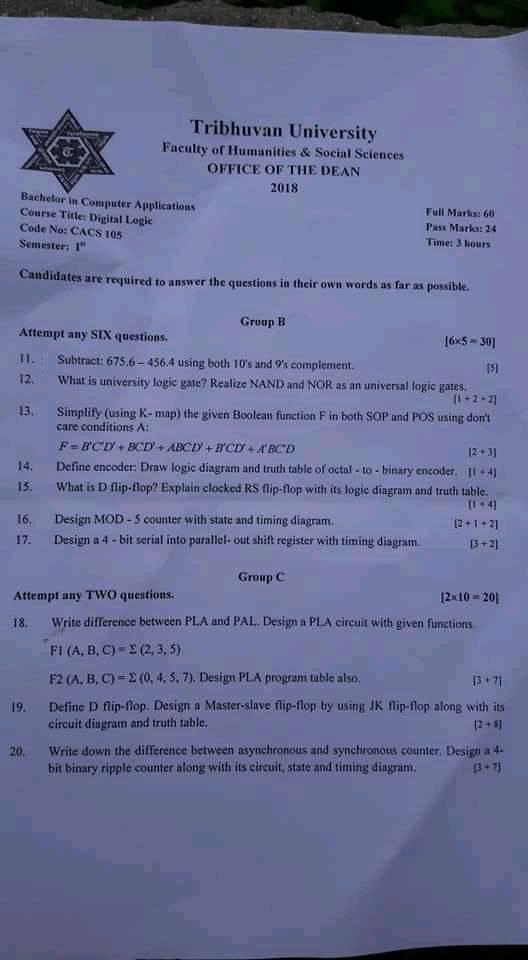 Tribhuvan University
Faculty of Humanities & Social Sciences
OFFICE OF THE DEAN
2018
Bachelor in Computer Applications
Course Title: Digital Logic
Code No: CACS 105
Semester: 1st
Full Marks: 60
Pass Marks: 24
Time: 3 hours
Candidates are required to answer the questions in their own words as far as possible.
Group B
Attempt any SIX questions. [6×5 = 30]
11. Subtract: 675.6 – 456.4 using both 10's and 9's complement. [5]
12. What is university logic gate? Realize NAND and NOR as an universal logic gates.
[1 + 2 + 2]
13. Simplify (using K- map) the given Boolean function F in both SOP and POS using don't
care conditions A:
F = B'C'D' + BCD' + ABCD' + B'CD' + A'BC'D [2 + 3]
14. Define encoder: Draw logic diagram and truth table of octal - to - binary encoder. [1 + 4]
15. What is D flip-flop? Explain clocked RS flip-flop with its logic diagram and truth table.
[1 + 4]
16. Design MOD - 5 counter with state and timing diagram. [2 + 1 + 2]
17. Design a 4 - bit serial into parallel- out shift register with timing diagram. [3 + 2]
Group C
Attempt any TWO questions. [2×10 = 20]
18. Write difference between PLA and PAL. Design a PLA circuit with given functions.
F1 (A, B, C) = Σ (2, 3, 5)
F2 (A, B, C) = Σ (0, 4, 5, 7). Design PLA program table also. [3 + 7]
19. Define D flip-flop. Design a Master-slave flip-flop by using JK flip-flop along with its
circuit diagram and truth table. [2 + 8]
20. Write down the difference between asynchronous and synchronous counter. Design a 4-
bit binary ripple counter along with its circuit, state and timing diagram. [3 + 7]